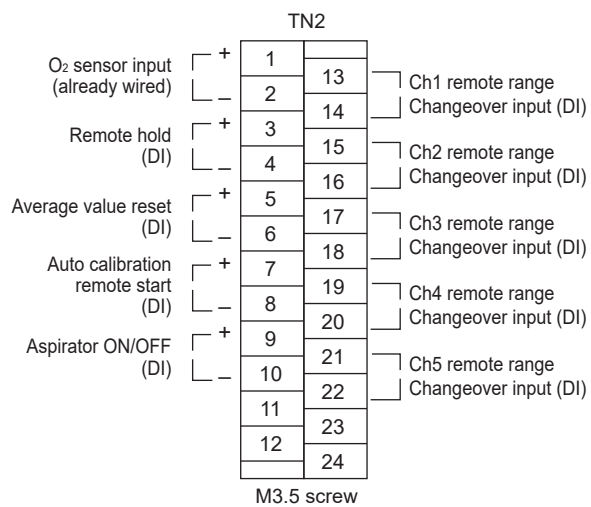 TN2
O2 sensor input
(already wired)
+
–
Remote hold
(DI)
+
–
Average value reset
(DI)
+
–
Auto calibration
remote start
(DI)
+
–
Aspirator ON/OFF
(DI)
+
–
1
2
3
4
5
6
7
8
9
10
11
12
13
14
15
16
17
18
19
20
21
22
23
24
Ch1 remote range
Changeover input (DI)
Ch2 remote range
Changeover input (DI)
Ch3 remote range
Changeover input (DI)
Ch4 remote range
Changeover input (DI)
Ch5 remote range
Changeover input (DI)
M3.5 screw